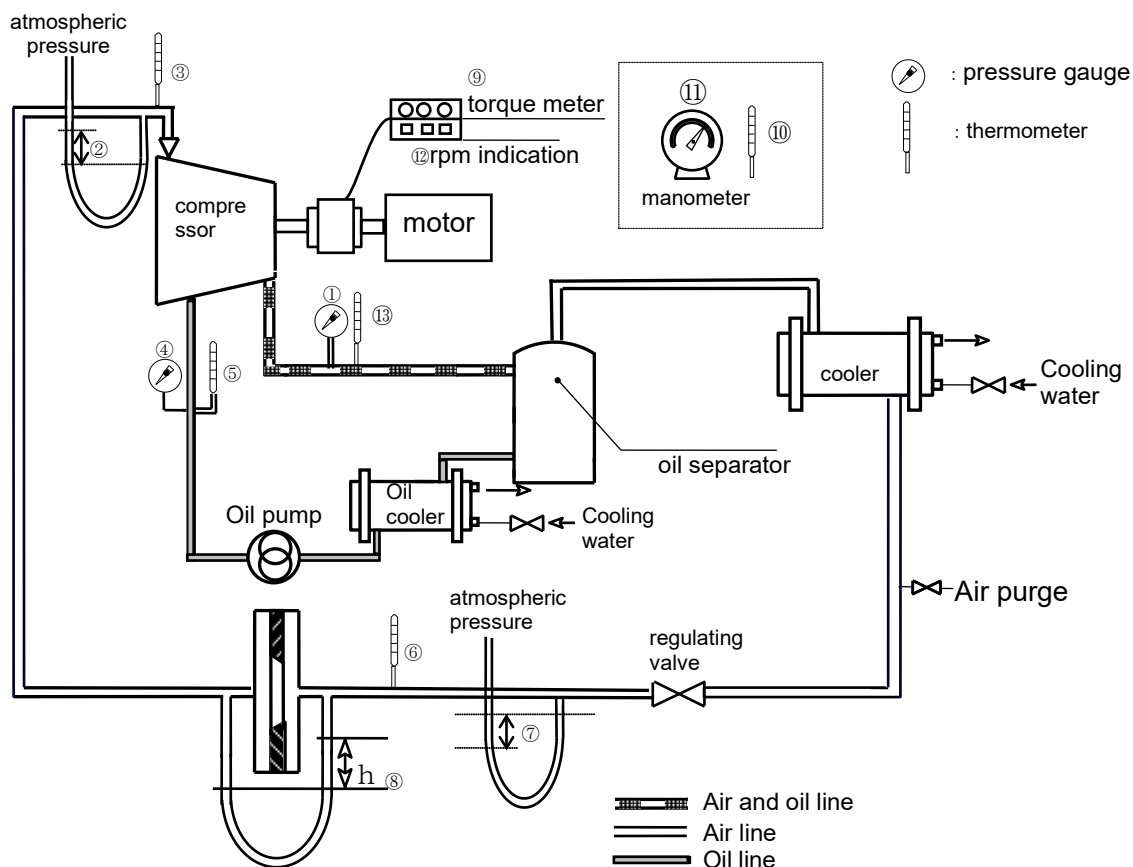 atmospheric
pressure
③
②
⑨
torque meter
⑫rpm indication
⑪
⑩
manometer
: pressure gauge
: thermometer
compre
ssor
motor
①
⑬
④
⑤
cooler
Cooling
water
oil separator
Oil
cooler
Oil pump
Cooling
water
Air purge
atmospheric
pressure
⑥
regulating
valve
⑦
h ⑧
Air and oil line
Air line
Oil line